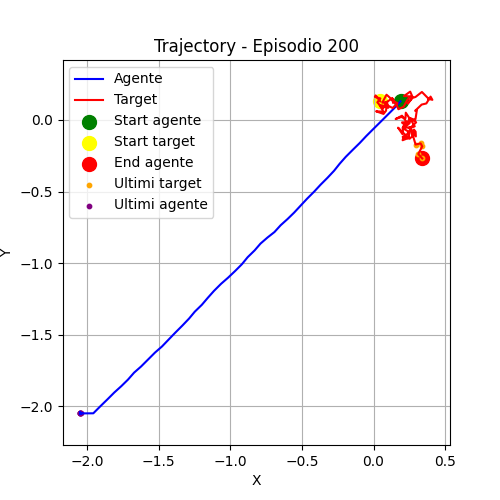 Trajectory - Episodio 200
Agente
Target
Start agente
Start target
End agente
Ultimi target
Ultimi agente
0.0
−0.5
−1.0
−1.5
−2.0
Y
−2.0 −1.5 −1.0 −0.5 0.0 0.5
X